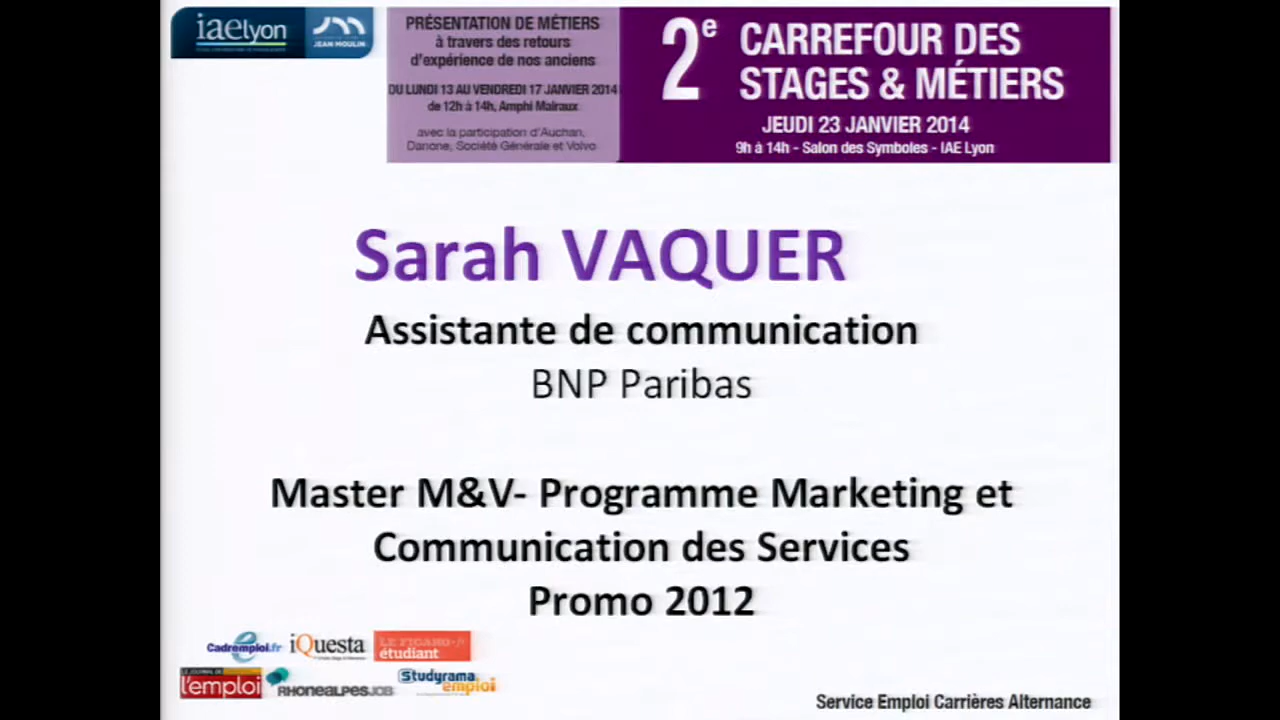 iaelyon
JEAN MOULIN
PRÉSENTATION DE MÉTIERS
à travers des retours
d'expérience de nos anciens
DU LUNDI 13 AU VENDREDI 17 JANVIER 2014
de 12h à 14h, Amphi Malraux
avec la participation d'Auchan,
Danone, Société Générale et Volvo
2e CARREFOUR DES
STAGES & MÉTIERS
JEUDI 23 JANVIER 2014
9h à 14h - Salon des Symboles - IAE Lyon
Sarah VAQUER
Assistante de communication
BNP Paribas
Master M&V- Programme Marketing et
Communication des Services
Promo 2012
Cadremploi.fr
iQuesta
LE FIGARO.fr
étudiant
LE JOURNAL DE
l'emploi
RHONEALPESJOB
Studyrama
emploi
Service Emploi Carrières Alternance